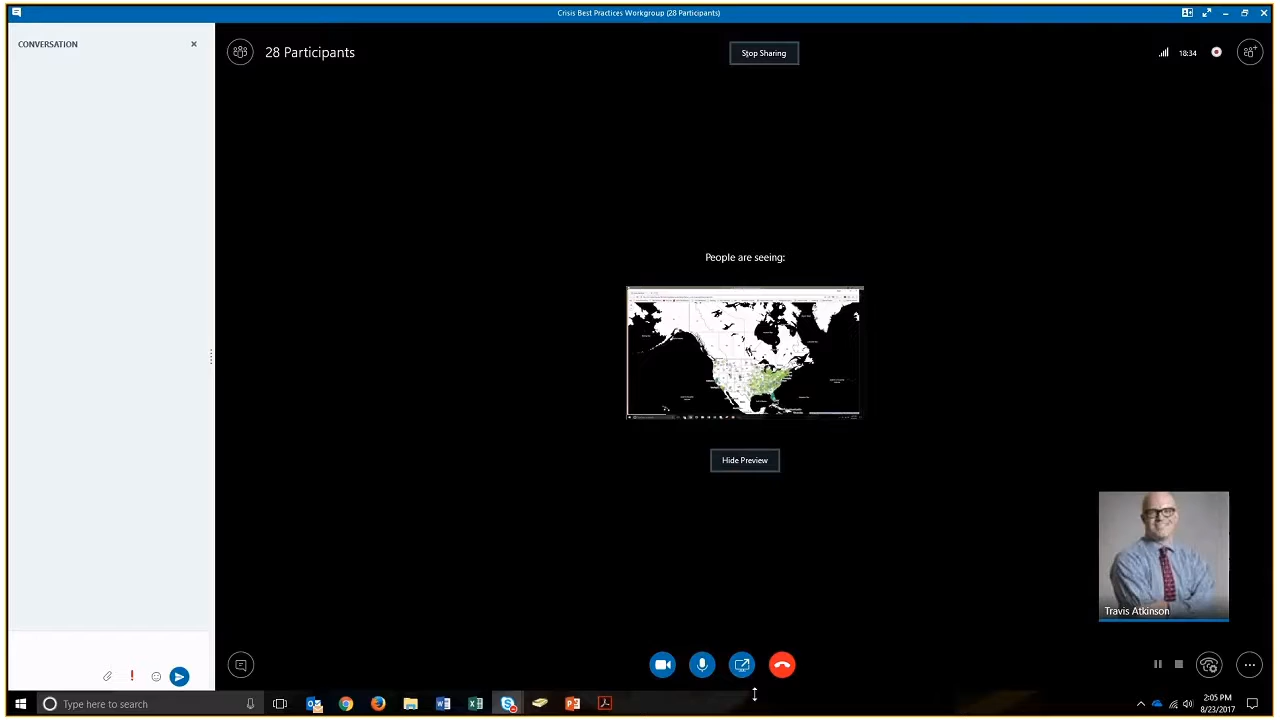 Crisis Best Practices Workgroup (28 Participants)
CONVERSATION
28 Participants
Stop Sharing
18:34
People are seeing:
Hide Preview
Travis Atkinson
Type here to search
2:05 PM
8/23/2017